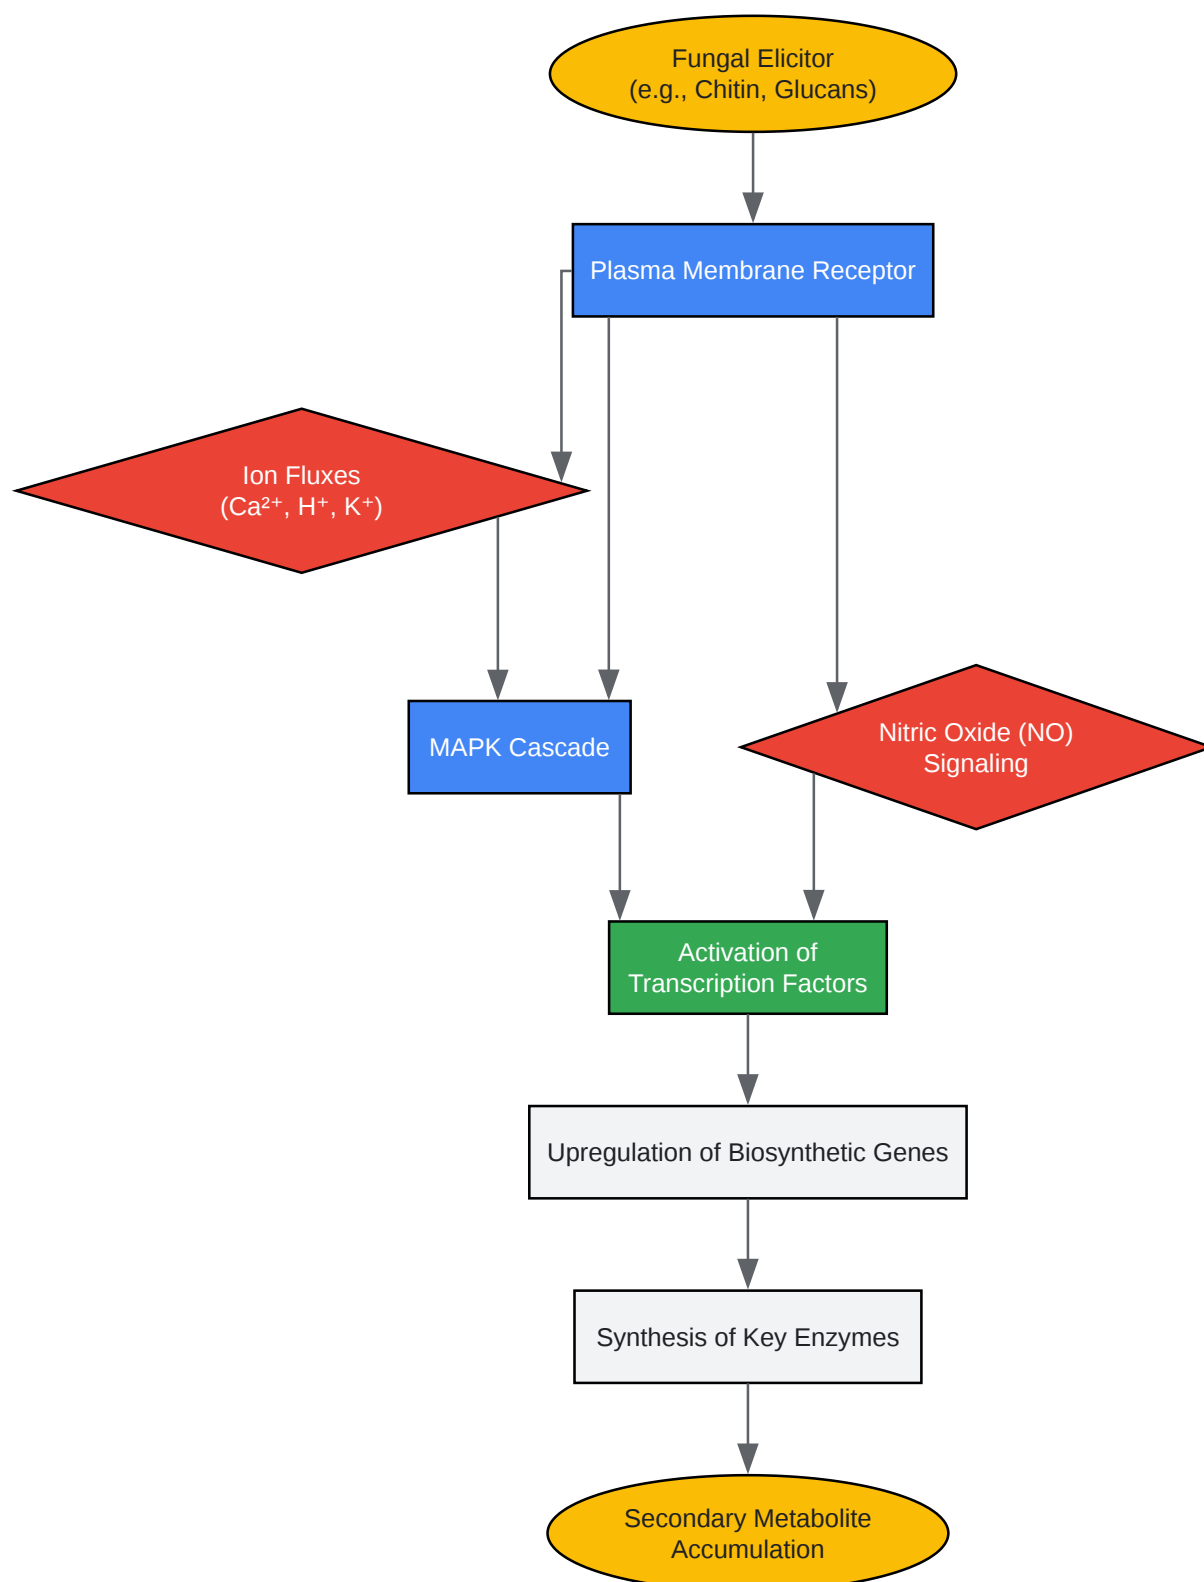 Fungal Elicitor
(e.g., Chitin, Glucans)
Plasma Membrane Receptor
Ion Fluxes
(Ca²⁺, H⁺, K⁺)
MAPK Cascade
Nitric Oxide (NO)
Signaling
Activation of
Transcription Factors
Upregulation of Biosynthetic Genes
Synthesis of Key Enzymes
Secondary Metabolite
Accumulation